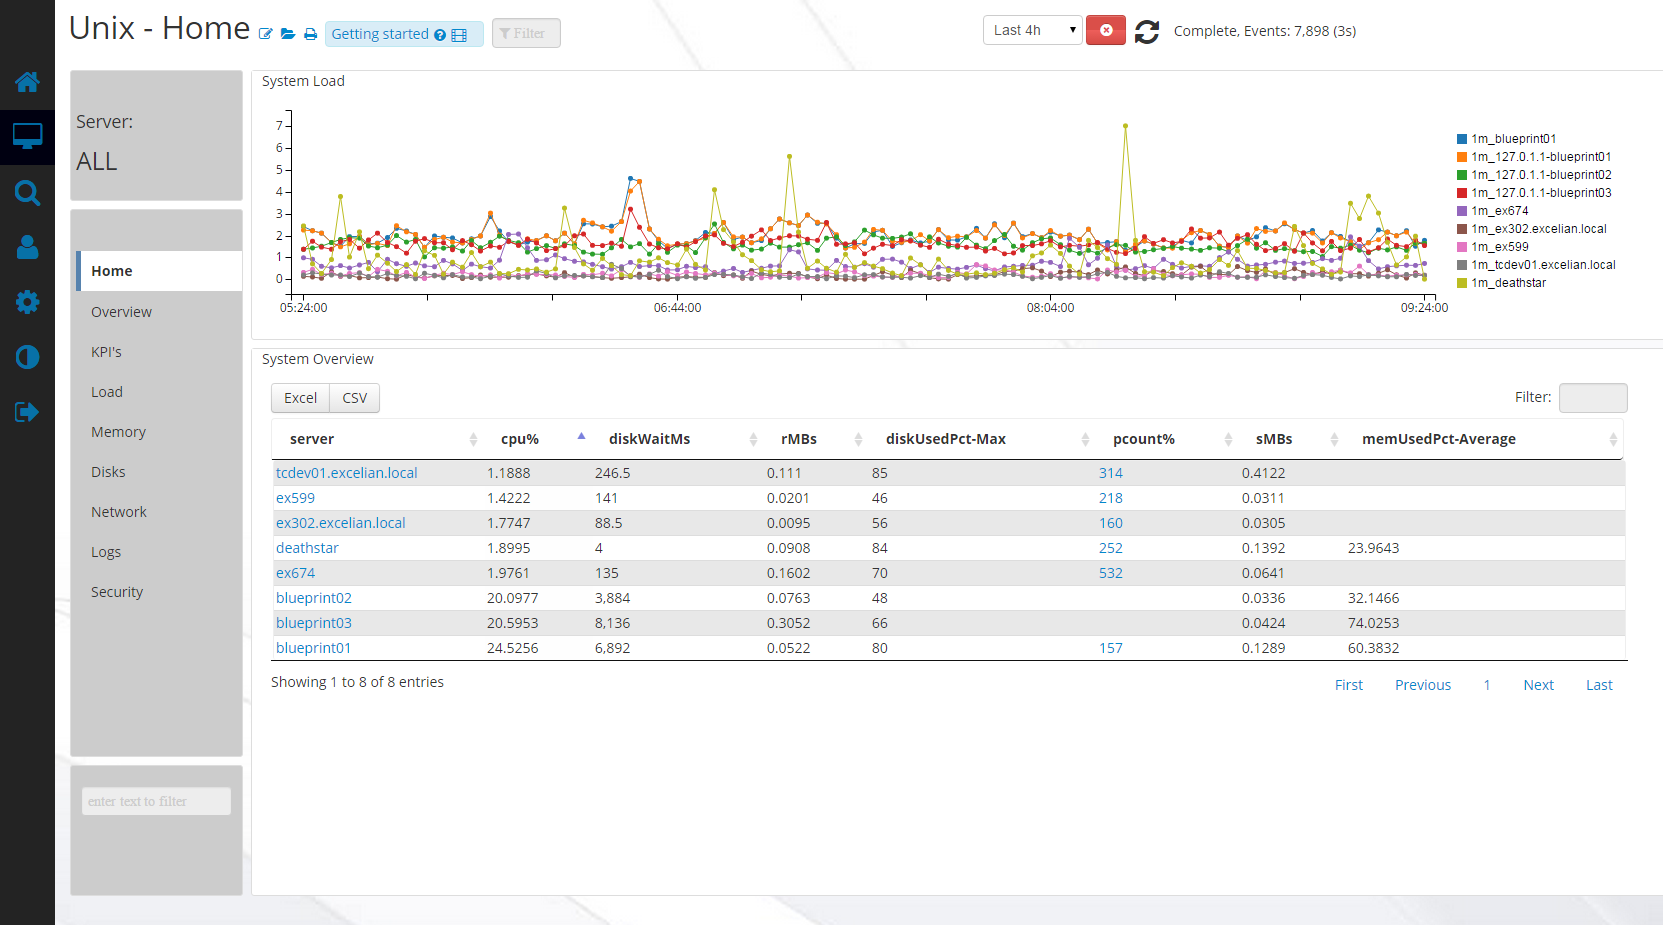 Unix - Home
Getting started
Filter
Last 4h
Complete, Events: 7,898 (3s)
Server:
ALL
Home
Overview
KPI's
Load
Memory
Disks
Network
Logs
Security
enter text to filter
System Load
7
6
5
4
3
2
1
0
05:24:00 06:44:00 08:04:00 09:24:00
1m_blueprint01
1m_127.0.1.1-blueprint01
1m_127.0.1.1-blueprint02
1m_127.0.1.1-blueprint03
1m_ex674
1m_ex302.excelian.local
1m_ex599
1m_tcdev01.excelian.local
1m_deathstar
System Overview
Excel CSV
Filter:
server cpu% diskWaitMs rMBs diskUsedPct-Max pcount% sMBs memUsedPct-Average
tcdev01.excelian.local 1.1888 246.5 0.111 85 314 0.4122
ex599 1.4222 141 0.0201 46 218 0.0311
ex302.excelian.local 1.7747 88.5 0.0095 56 160 0.0305
deathstar 1.8995 4 0.0908 84 252 0.1392 23.9643
ex674 1.9761 135 0.1602 70 532 0.0641
blueprint02 20.0977 3,884 0.0763 48 0.0336 32.1466
blueprint03 20.5953 8,136 0.3052 66 0.0424 74.0253
blueprint01 24.5256 6,892 0.0522 80 157 0.1289 60.3832
Showing 1 to 8 of 8 entries
First Previous 1 Next Last